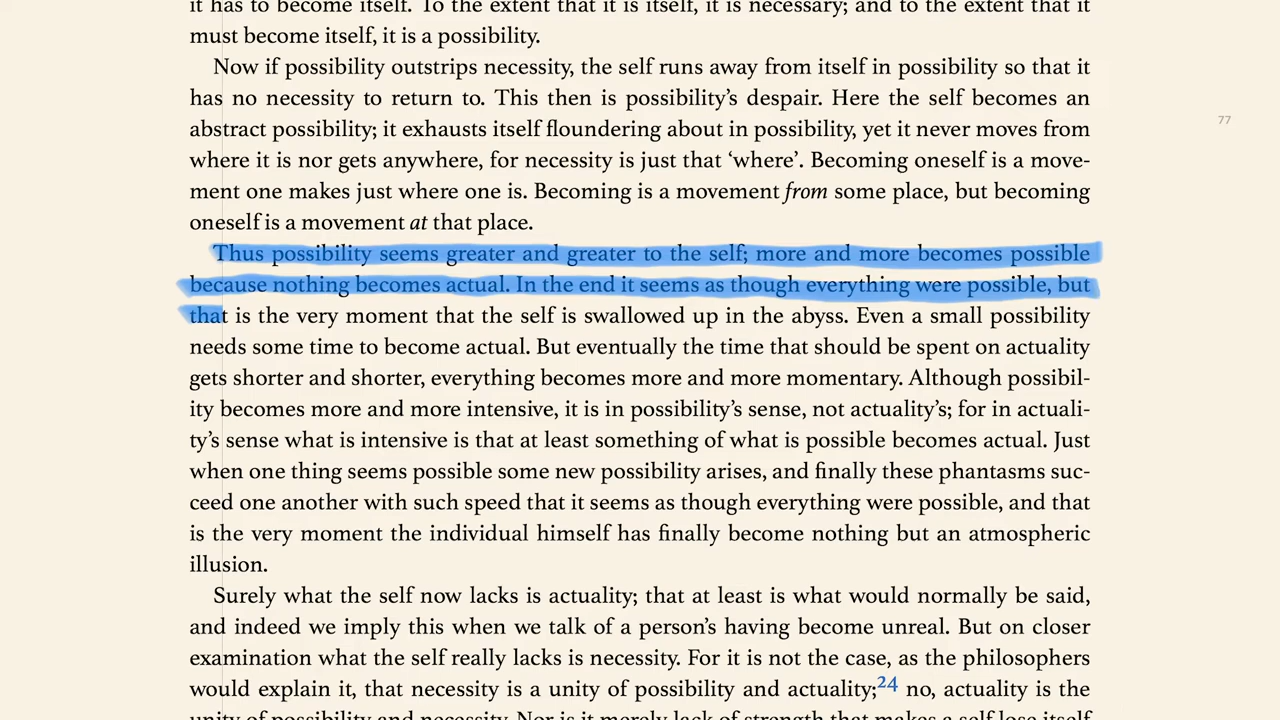 it has to become itself. To the extent that it is itself, it is necessary; and to the extent that it
must become itself, it is a possibility.
Now if possibility outstrips necessity, the self runs away from itself in possibility so that it
has no necessity to return to. This then is possibility’s despair. Here the self becomes an
abstract possibility; it exhausts itself floundering about in possibility, yet it never moves from
where it is nor gets anywhere, for necessity is just that ‘where’. Becoming oneself is a move-
ment one makes just where one is. Becoming is a movement from some place, but becoming
oneself is a movement at that place.
77
Thus possibility seems greater and greater to the self; more and more becomes possible
because nothing becomes actual. In the end it seems as though everything were possible, but
that is the very moment that the self is swallowed up in the abyss. Even a small possibility
needs some time to become actual. But eventually the time that should be spent on actuality
gets shorter and shorter, everything becomes more and more momentary. Although possibil-
ity becomes more and more intensive, it is in possibility’s sense, not actuality’s; for in actuali-
ty’s sense what is intensive is that at least something of what is possible becomes actual. Just
when one thing seems possible some new possibility arises, and finally these phantasms suc-
ceed one another with such speed that it seems as though everything were possible, and that
is the very moment the individual himself has finally become nothing but an atmospheric
illusion.
Surely what the self now lacks is actuality; that at least is what would normally be said,
and indeed we imply this when we talk of a person’s having become unreal. But on closer
examination what the self really lacks is necessity. For it is not the case, as the philosophers
would explain it, that necessity is a unity of possibility and actuality;24 no, actuality is the
unity of possibility and necessity. Nor is it merely lack of strength that makes a self lose itself